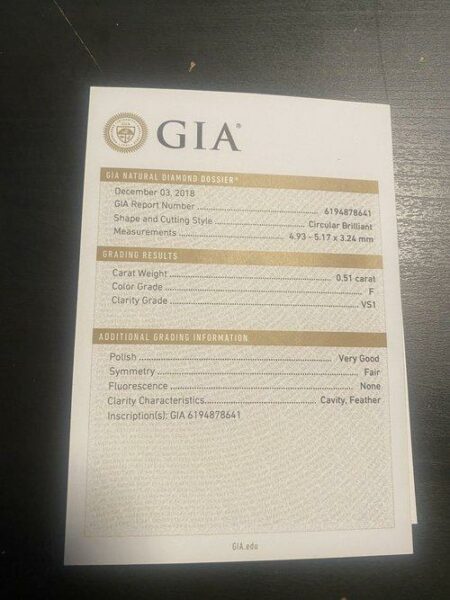 GIA®
GIA NATURAL DIAMOND DOSSIER®
December 03, 2018
GIA Report Number 6194878641
Shape and Cutting Style Circular Brilliant
Measurements 4.93 - 5.17 x 3.24 mm
GRADING RESULTS
Carat Weight 0.51 carat
Color Grade F
Clarity Grade VS1
ADDITIONAL GRADING INFORMATION
Polish Very Good
Symmetry Fair
Fluorescence None
Clarity Characteristics Cavity, Feather
Inscription(s): GIA 6194878641
GIA.edu